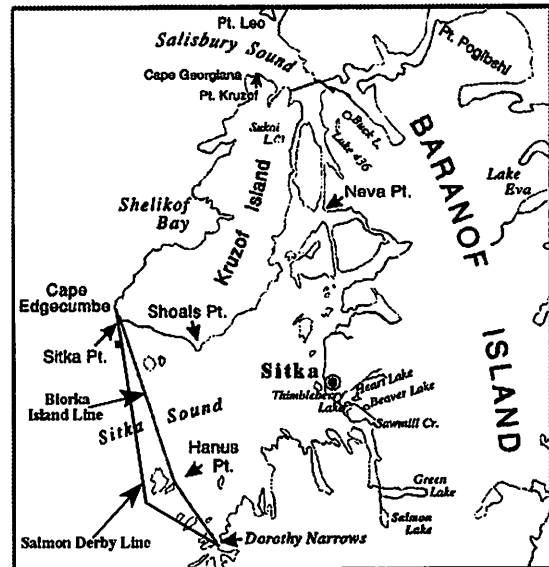 Pt. Leo
Salisbury Sound
Pt. Pogibshi
Cape Georgiana
Pt. Kruzof
Sukoi
L.
Buck L.
Lake 436
BARANOF
ISLAND
Lake
Eva
Neva Pt.
Shelikof
Bay
Kruzof Island
Cape
Edgecumbe
Shoals Pt.
Sitka Pt.
Sitka
Heart Lake
Thimbleberry
Lake
Beaver Lake
Sawmill Cr.
Biorka
Island Line
Sitka Sound
Hanus
Pt.
Green
Lake
Salmon
Lake
Salmon Derby Line
Dorothy Narrows